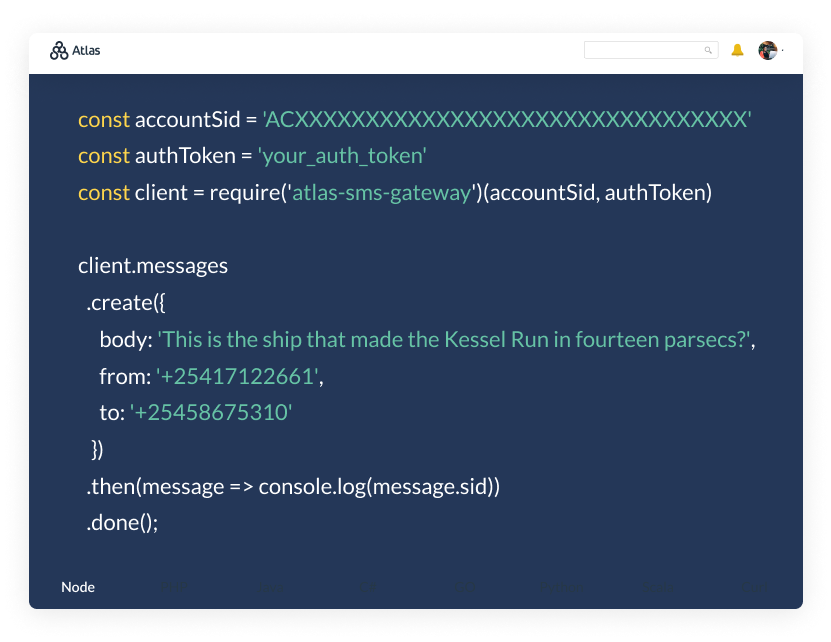 Atlas
const accountSid = 'ACXXXXXXXXXXXXXXXXXXXXXXXXXXXXXXXX'
const authToken = 'your_auth_token'
const client = require('atlas-sms-gateway')(accountSid, authToken)
client.messages
.create({
body: 'This is the ship that made the Kessel Run in fourteen parsecs?',
from: '+25417122661',
to: '+25458675310'
})
.then(message => console.log(message.sid))
.done();
Node